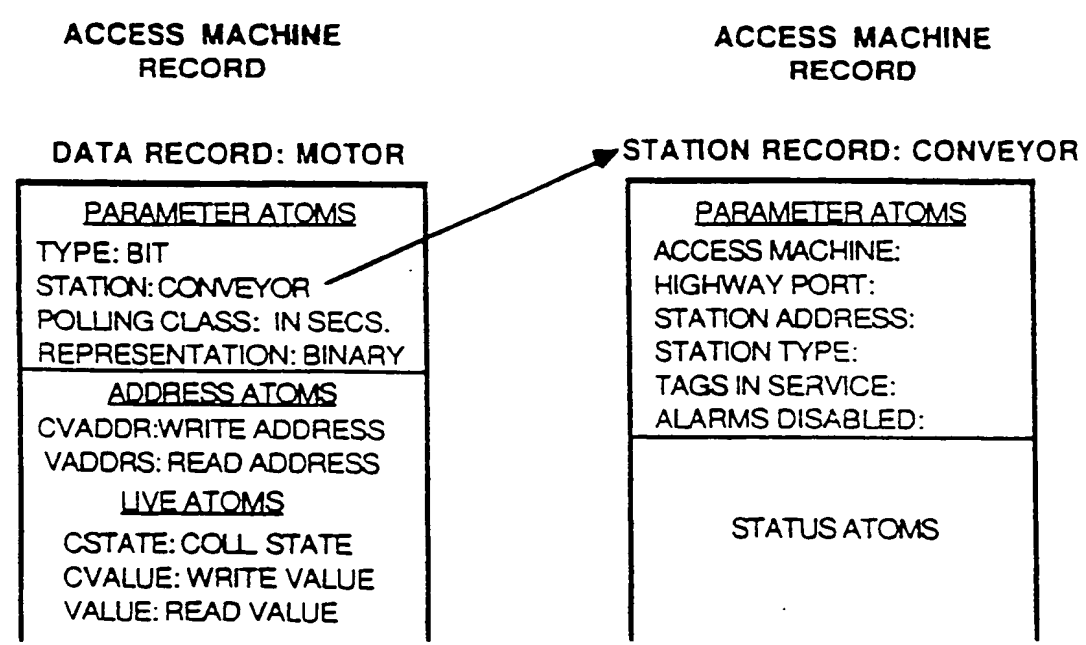 ACCESS MACHINE
RECORD
DATA RECORD: MOTOR
PARAMETER ATOMS
TYPE: BIT
STATION: CONVEYOR
POLLING CLASS: IN SECS.
REPRESENTATION: BINARY
ADDRESS ATOMS
CVADDR:WRITE ADDRESS
VADDRS: READ ADDRESS
LIVE ATOMS
CSTATE: COLL STATE
CVALUE: WRITE VALUE
VALUE: READ VALUE
ACCESS MACHINE
RECORD
STATION RECORD: CONVEYOR
PARAMETER ATOMS
ACCESS MACHINE:
HIGHWAY PORT:
STATION ADDRESS:
STATION TYPE:
TAGS IN SERVICE:
ALARMS DISABLED:
STATUS ATOMS